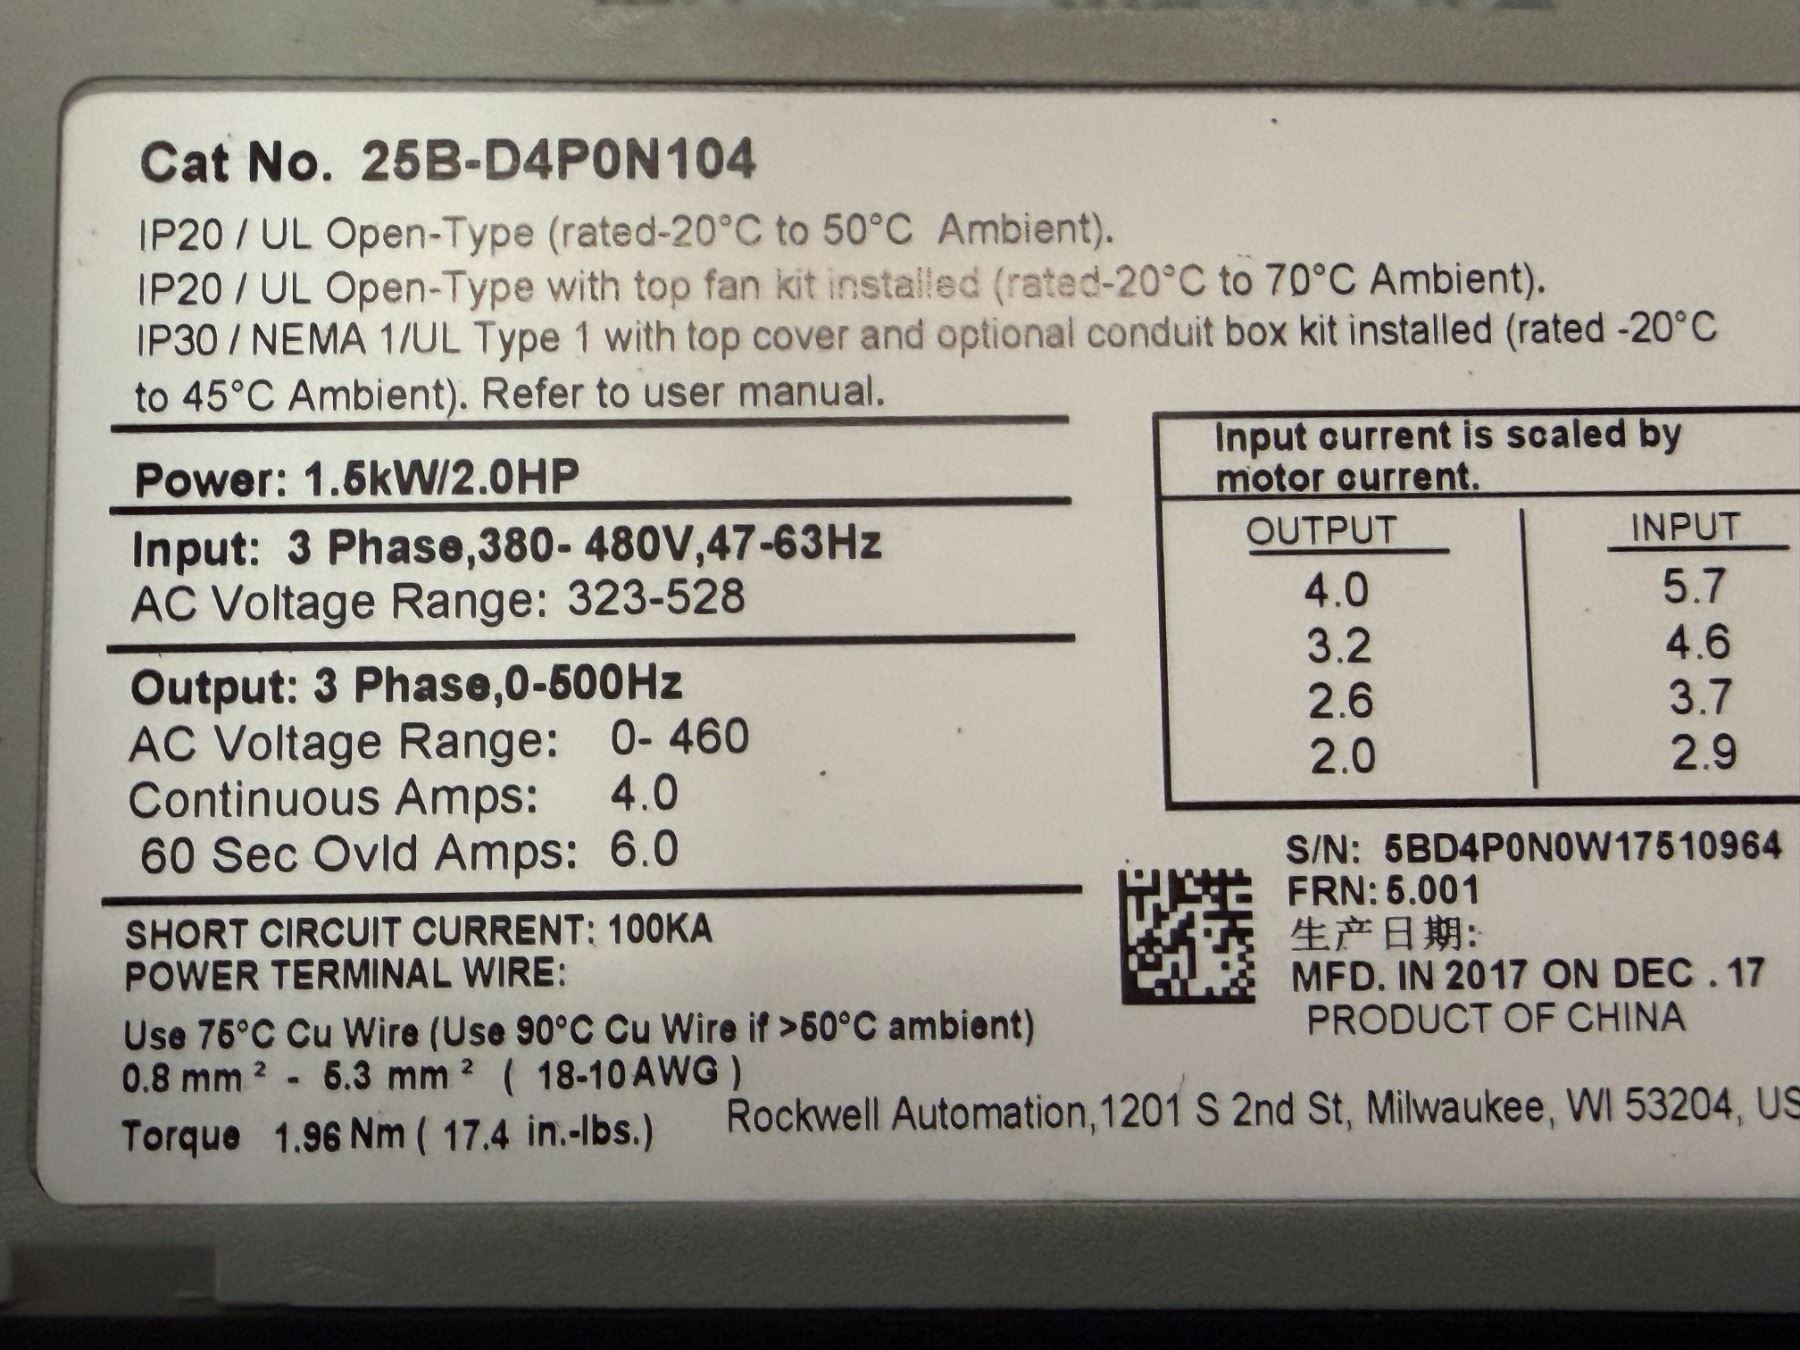 Cat No. 25B-D4P0N104
IP20 / UL Open-Type (rated-20°C to 50°C Ambient).
IP20 / UL Open-Type with top fan kit installed (rated-20°C to 70°C Ambient).
IP30 / NEMA 1/UL Type 1 with top cover and optional conduit box kit installed (rated -20°C
to 45°C Ambient). Refer to user manual.
Power: 1.5kW/2.0HP
Input: 3 Phase,380- 480V,47-63Hz
AC Voltage Range: 323-528
Output: 3 Phase,0-500Hz
AC Voltage Range: 0- 460
Continuous Amps: 4.0
60 Sec Ovld Amps: 6.0
SHORT CIRCUIT CURRENT: 100KA
POWER TERMINAL WIRE:
Use 75°C Cu Wire (Use 90°C Cu Wire if >50°C ambient)
0.8 mm² - 5.3 mm² ( 18-10 AWG )
Torque 1.96 Nm ( 17.4 in.-lbs.)
Input current is scaled by
motor current.
OUTPUT INPUT
4.0 5.7
3.2 4.6
2.6 3.7
2.0 2.9
S/N: 5BD4P0N0W17510964
FRN: 5.001
生产日期:
MFD. IN 2017 ON DEC . 17
PRODUCT OF CHINA
Rockwell Automation,1201 S 2nd St, Milwaukee, WI 53204, US